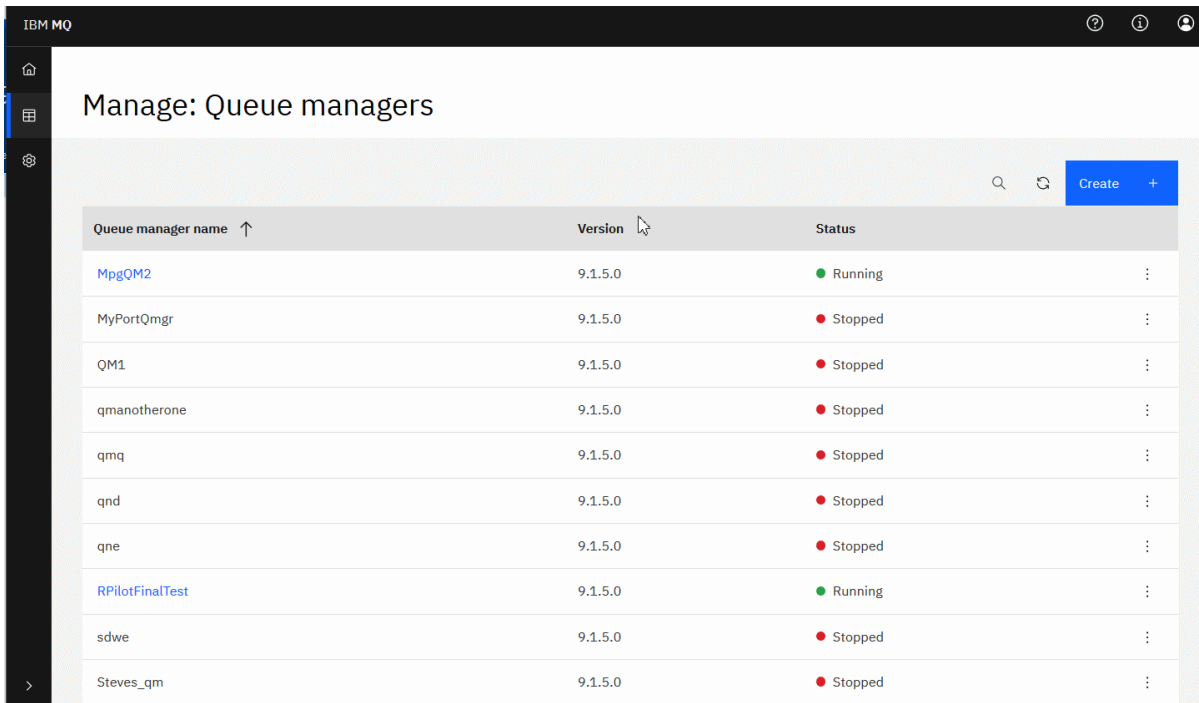 IBM MQ
Manage: Queue managers
Create +
Queue manager name Version Status
MpgQM2 9.1.5.0 Running
MyPortQmgr 9.1.5.0 Stopped
QM1 9.1.5.0 Stopped
qmanotherone 9.1.5.0 Stopped
qmq 9.1.5.0 Stopped
qnd 9.1.5.0 Stopped
qne 9.1.5.0 Stopped
RPilotFinalTest 9.1.5.0 Running
sdwe 9.1.5.0 Stopped
Steves_qm 9.1.5.0 Stopped